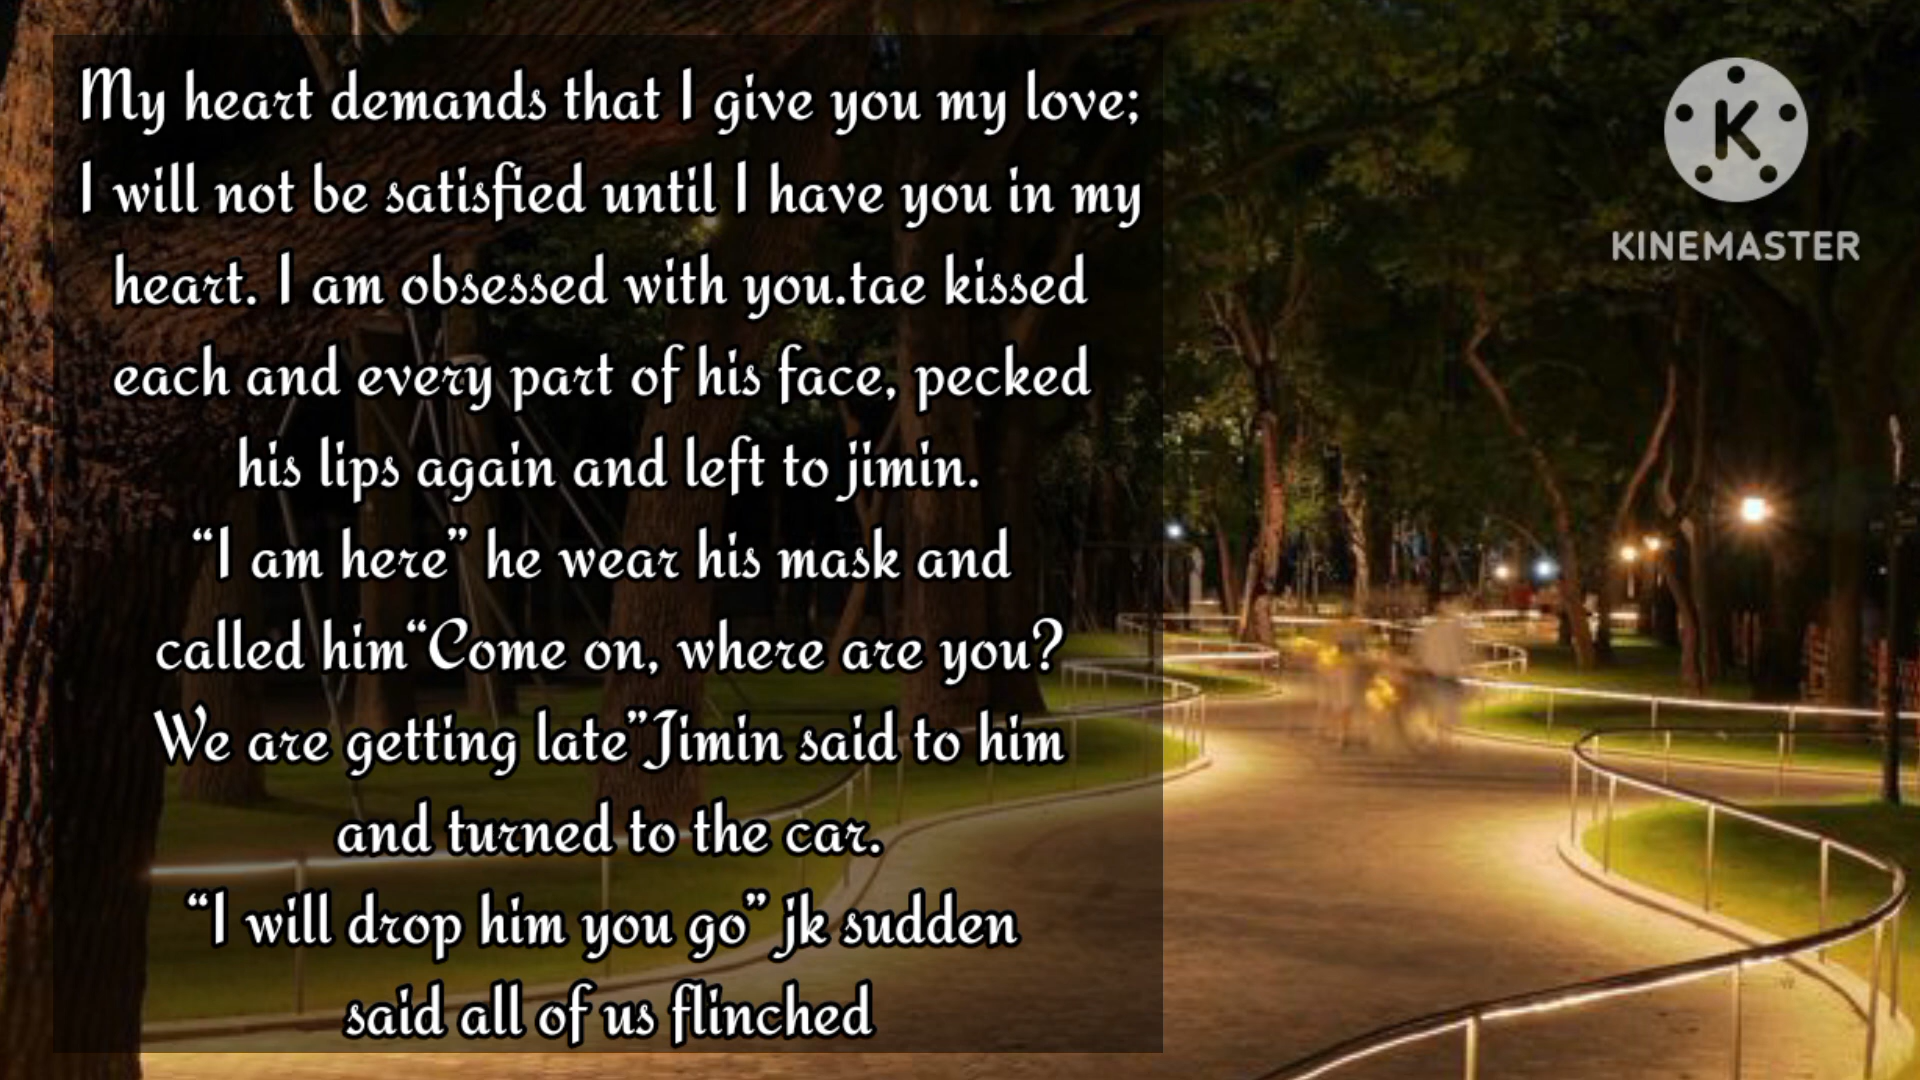 My heart demands that I give you my love;
I will not be satisfied until I have you in my
heart. I am obsessed with you.tae kissed
each and every part of his face, pecked
his lips again and left to jimin.
“I am here” he wear his mask and
called him“Come on, where are you?
We are getting late”Jimin said to him
and turned to the car.
“I will drop him you go” jk sudden
said all of us flinched
K
KINEMASTER